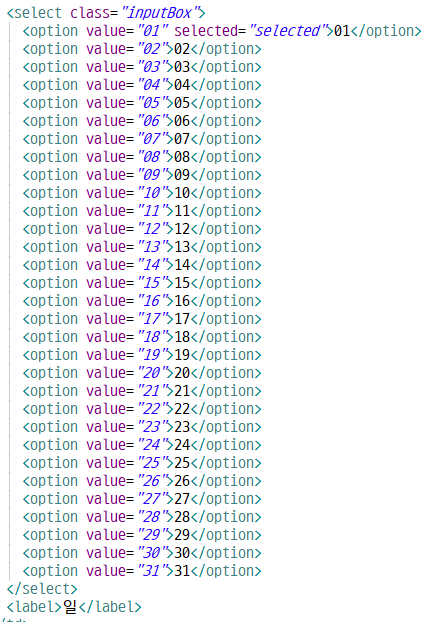 <select class="inputBox">
<option value="01" selected="selected">01</option>
<option value="02">02</option>
<option value="03">03</option>
<option value="04">04</option>
<option value="05">05</option>
<option value="06">06</option>
<option value="07">07</option>
<option value="08">08</option>
<option value="09">09</option>
<option value="10">10</option>
<option value="11">11</option>
<option value="12">12</option>
<option value="13">13</option>
<option value="14">14</option>
<option value="15">15</option>
<option value="16">16</option>
<option value="17">17</option>
<option value="18">18</option>
<option value="19">19</option>
<option value="20">20</option>
<option value="21">21</option>
<option value="22">22</option>
<option value="23">23</option>
<option value="24">24</option>
<option value="25">25</option>
<option value="26">26</option>
<option value="27">27</option>
<option value="28">28</option>
<option value="29">29</option>
<option value="30">30</option>
<option value="31">31</option>
</select>
<label>일</label>